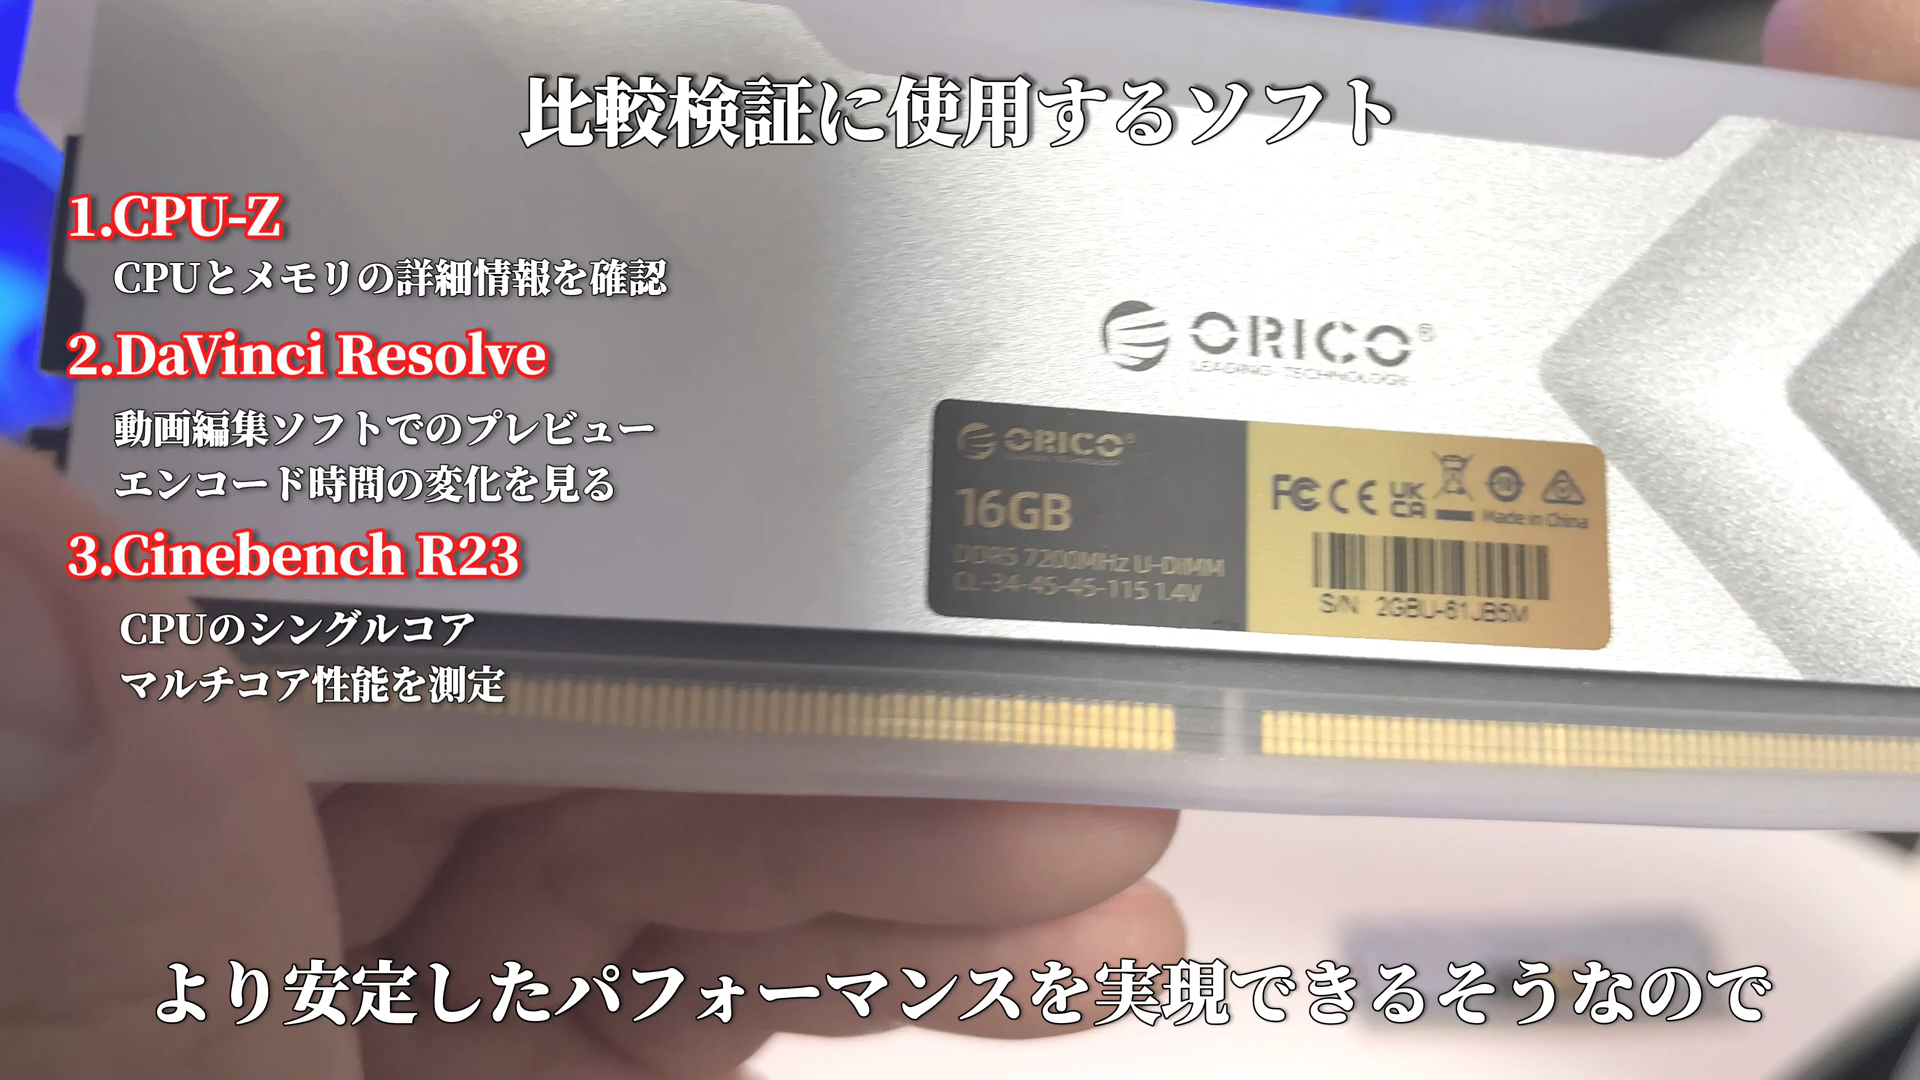 比較検証に使用するソフト
1.CPU-Z
CPUとメモリの詳細情報を確認
2.DaVinci Resolve
動画編集ソフトでのプレビュー
エンコード時間の変化を見る
3.Cinebench R23
CPUのシングルコア
マルチコア性能を測定
ORICO®
LEADING TECHNOLOGIE
ORICO®
16GB
DDR5 7200MHz U-DIMM
CL-34-45-45-115 1.4V
FC CE UK CA
Made in China
S/N: 2GBU-61JB5M
より安定したパフォーマンスを実現できるそうなので